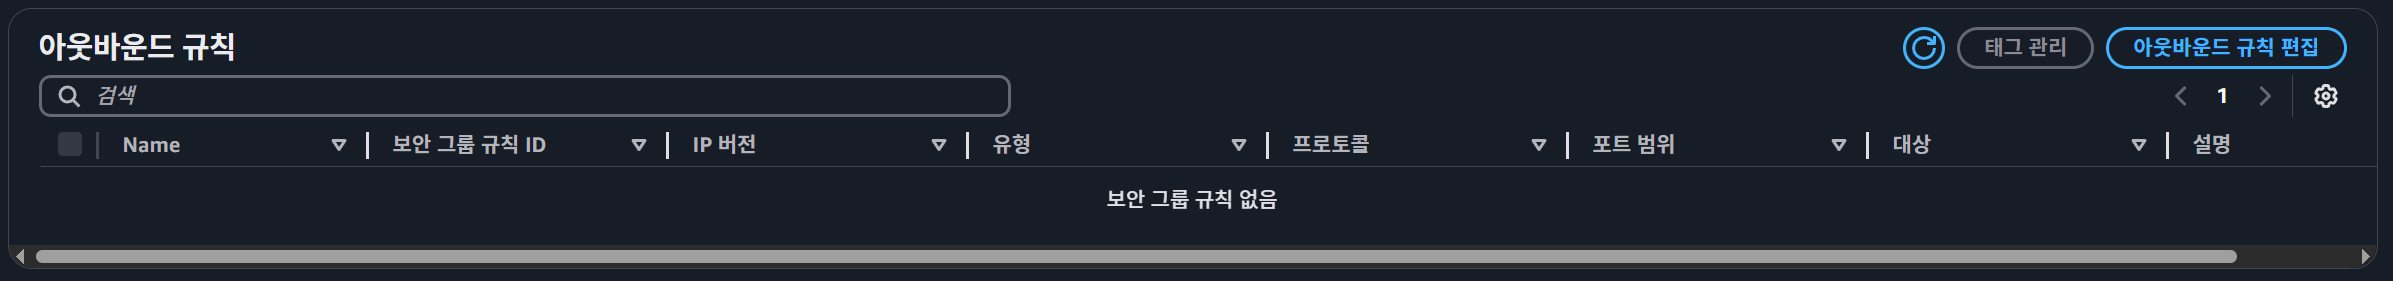 아웃바운드 규칙
태그 관리
아웃바운드 규칙 편집
검색
1
Name 보안 그룹 규칙 ID IP 버전 유형 프로토콜 포트 범위 대상 설명
보안 그룹 규칙 없음